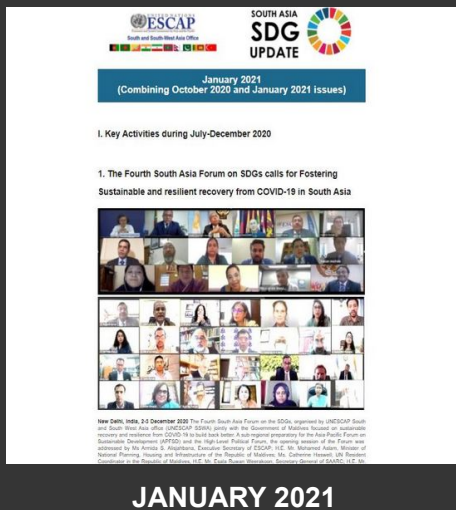 UNITED NATIONS
ESCAP
South and South-West Asia Office
SOUTH ASIA
SDG
UPDATE
January 2021
(Combining October 2020 and January 2021 issues)
I. Key Activities during July-December 2020
1. The Fourth South Asia Forum on SDGs calls for Fostering
Sustainable and resilient recovery from COVID-19 in South Asia
New Delhi, India, 2-5 December 2020 The Fourth South Asia Forum on the SDGs, organised by UNESCAP South
and South West Asia office (UNESCAP SSWA) jointly with the Government of Maldives focused on sustainable
recovery and resilience from COVID-19 to build back better. A sub-regional preparatory for the Asia-Pacific Forum on
Sustainable Development (APFSD) and the High-Level Political Forum, the opening session of the Forum was
addressed by Ms Armida S. Alisjahbana, Executive Secretary of ESCAP; H.E. Mr. Mohamed Aslam, Minister of
National Planning, Housing and Infrastructure of the Republic of Maldives; Ms. Catherine Haswell, UN Resident
Coordinator in the Republic of Maldives, H.E. Mr. Esala Ruwan Weerakoon, Secretary General of SAARC; H.E. Mr.
JANUARY 2021